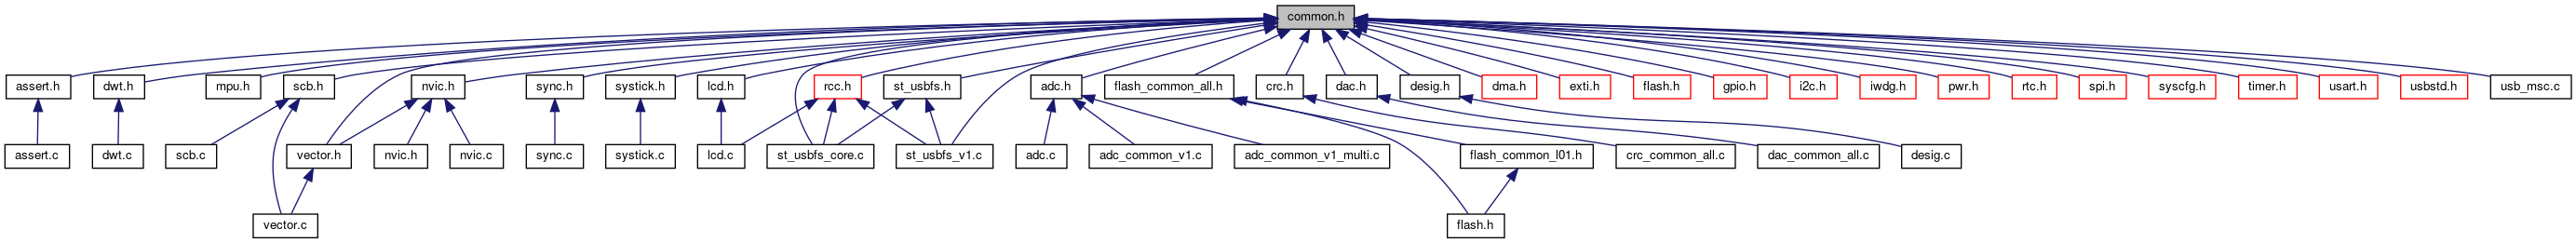 common.h
assert.h
dwt.h
mpu.h
scb.h
nvic.h
sync.h
systick.h
lcd.h
rcc.h
st_usbfs.h
adc.h
flash_common_all.h
crc.h
dac.h
desig.h
dma.h
exti.h
flash.h
gpio.h
i2c.h
iwdg.h
pwr.h
rtc.h
spi.h
syscfg.h
timer.h
usart.h
usbstd.h
usb_msc.c
assert.c
dwt.c
scb.c
vector.h
nvic.h
nvic.c
sync.c
systick.c
lcd.c
st_usbfs_core.c
st_usbfs_v1.c
adc.c
adc_common_v1.c
adc_common_v1_multi.c
flash_common_l01.h
crc_common_all.c
dac_common_all.c
desig.c
vector.c
flash.h